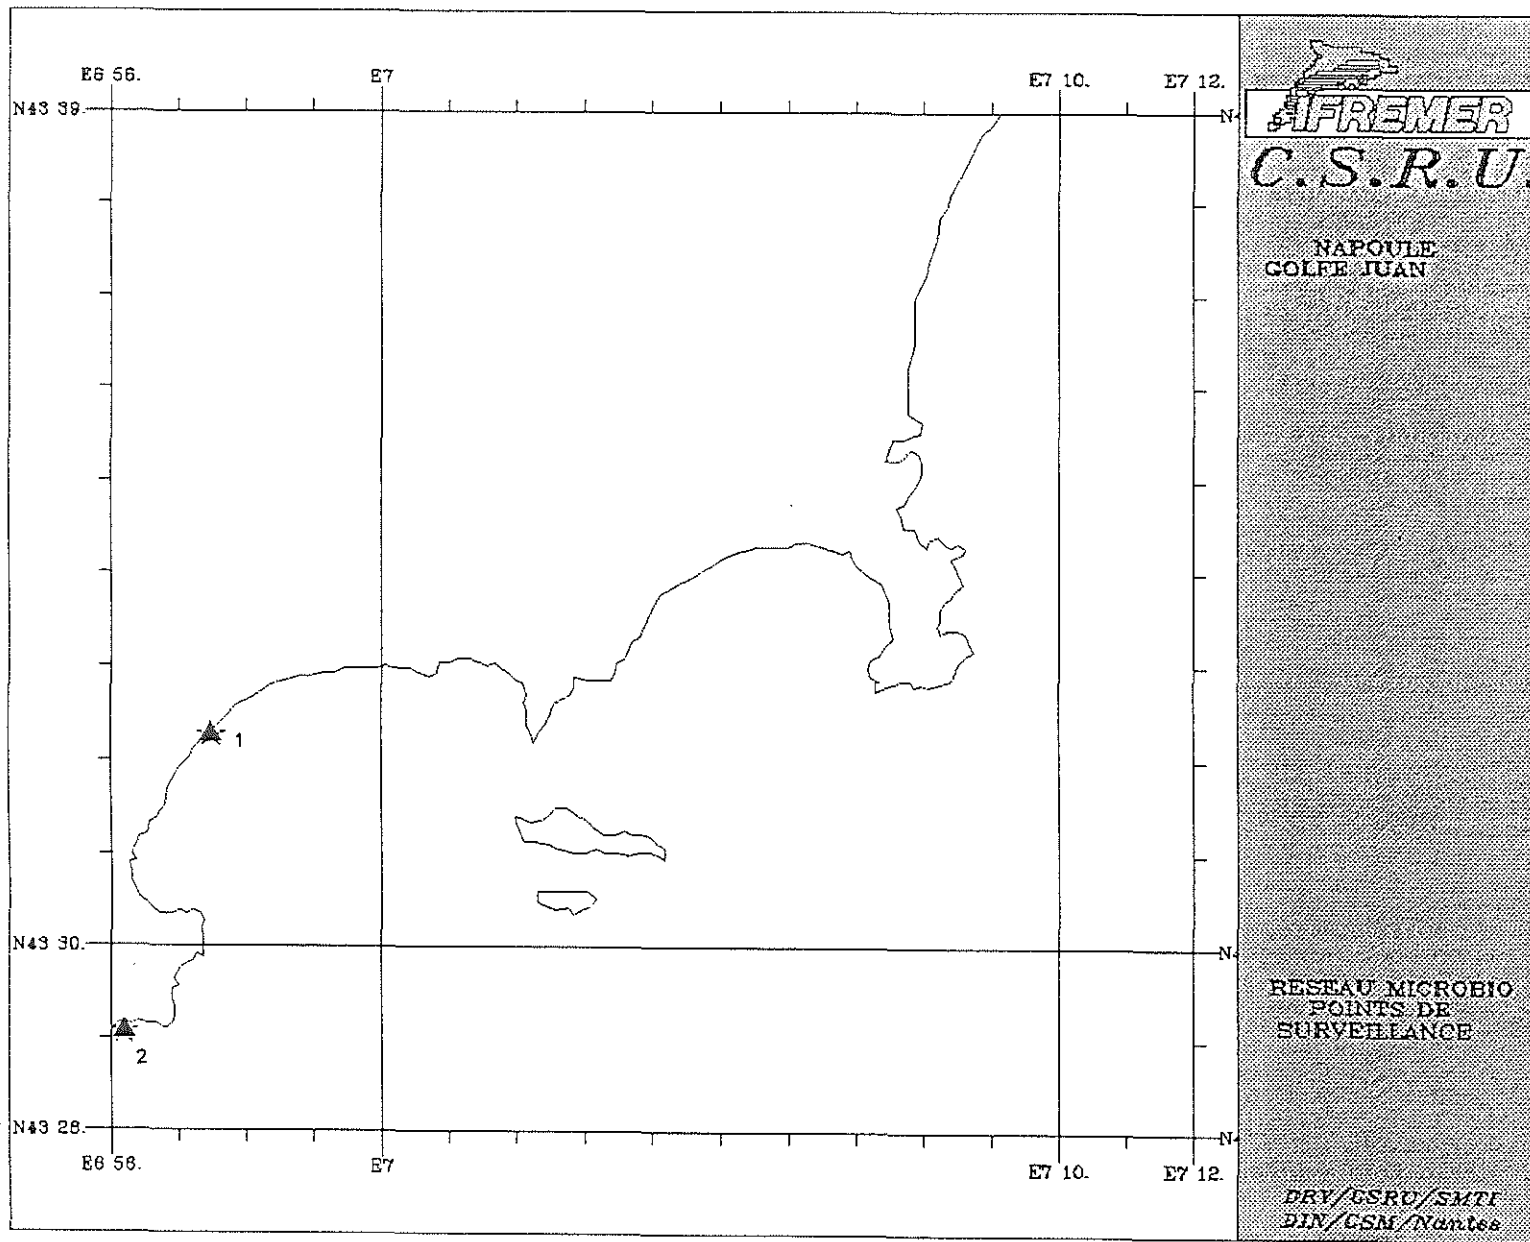 E6 56.
E7
E7 10.
E7 12.
N43 39.
N
IFREMER
C.S.R.U.
NAPOULE
GOLFE JUAN
1
N43 30.
N
2
RESEAU MICROBIO
POINTS DE
SURVEILLANCE
N43 28.
N
E6 56.
E7
E7 10.
E7 12.
DRV/CSRU/SMTI
DIN/CSM/Nantes